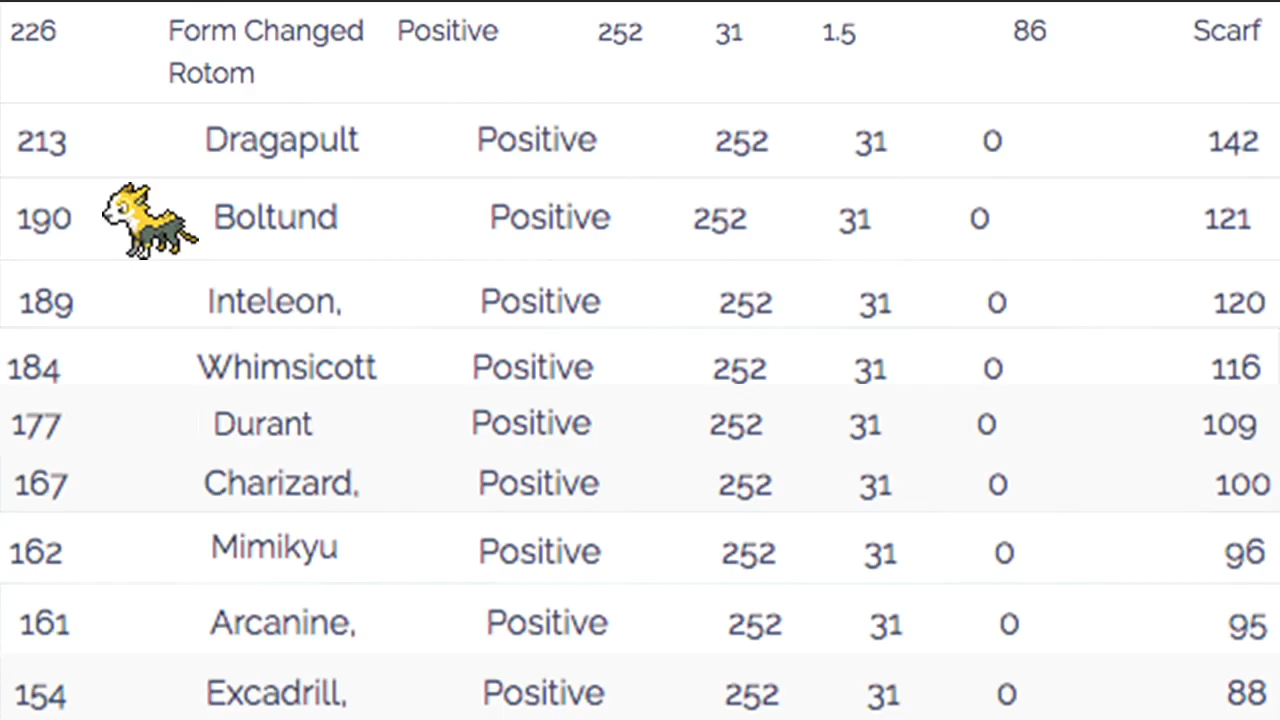 226 Form Changed Positive 252 31 1.5 86 Scarf
Rotom
213 Dragapult Positive 252 31 0 142
190 Boltund Positive 252 31 0 121
189 Inteleon, Positive 252 31 0 120
184 Whimsicott Positive 252 31 0 116
177 Durant Positive 252 31 0 109
167 Charizard, Positive 252 31 0 100
162 Mimikyu Positive 252 31 0 96
161 Arcanine, Positive 252 31 0 95
154 Excadrill, Positive 252 31 0 88